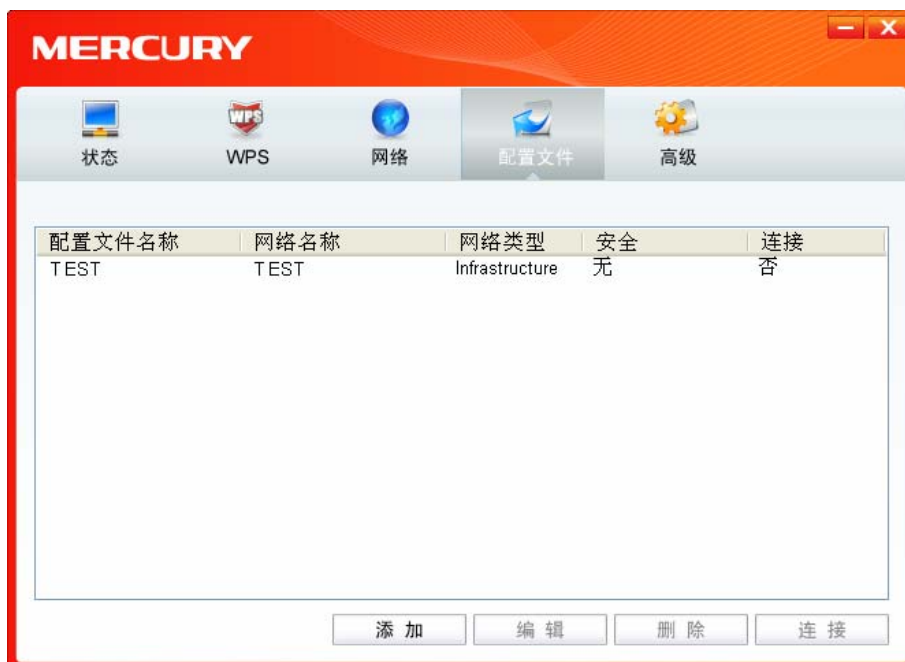 MERCURY
WPS
状态 WPS 网络 配置文件 高级
配置文件名称 网络名称 网络类型 安全 连接
TEST TEST Infrastructure 无 否
添加 编辑 删除 连接